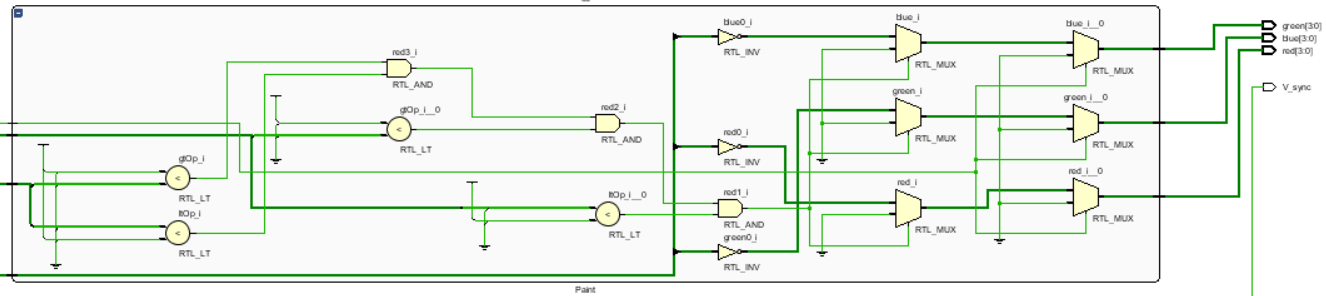 blue0_i
RTL_INV
blue_i
RTL_MUX
blue_i__0
RTL_MUX
green[3:0]
blue[3:0]
red[3:0]
V_sync
red3_i
RTL_AND
gtOp_i__0
<
RTL_LT
red2_i
RTL_AND
green_i
RTL_MUX
green_i__0
RTL_MUX
red0_i
RTL_INV
gtOp_i
<
RTL_LT
ltOp_i
<
RTL_LT
ltOp_i__0
<
RTL_LT
red1_i
RTL_AND
green0_i
RTL_INV
red_i
RTL_MUX
red_i__0
RTL_MUX
Paint